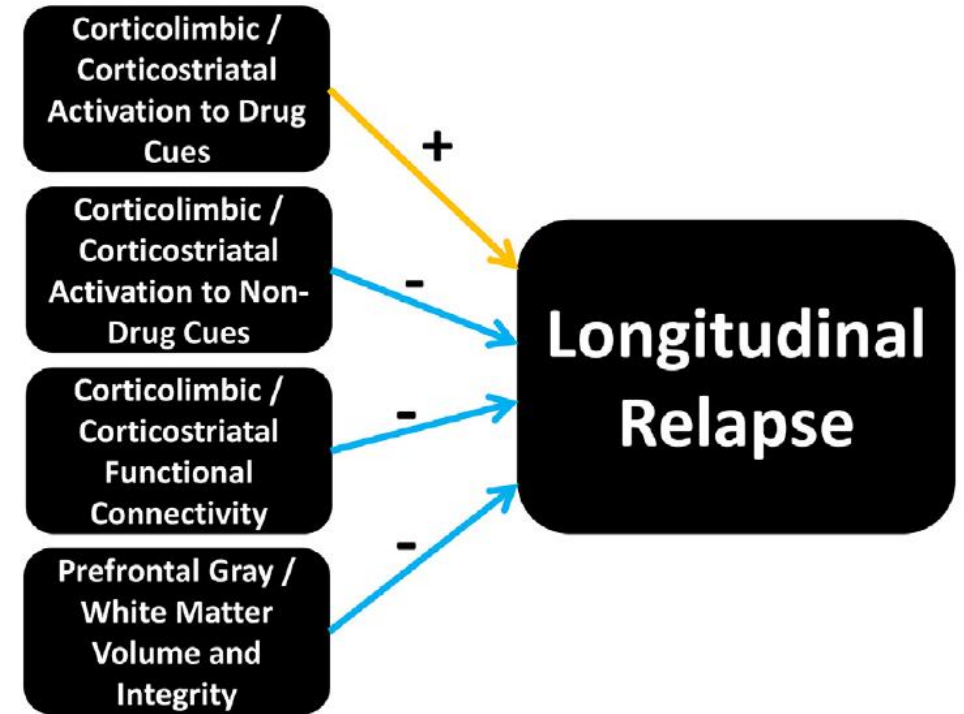 Corticolimbic /
Corticostriatal
Activation to Drug
Cues
+
Corticolimbic /
Corticostriatal
Activation to Non-
Drug Cues
-
Corticolimbic /
Corticostriatal
Functional
Connectivity
-
Prefrontal Gray /
White Matter
Volume and
Integrity
-
Longitudinal
Relapse